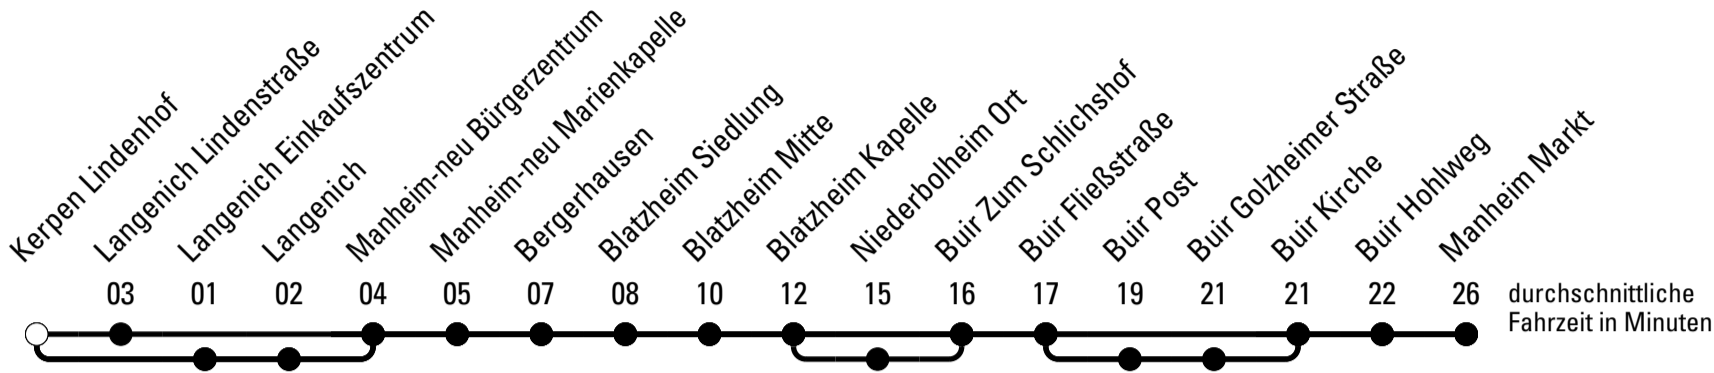 Kerpen Lindenhof
Langenich Lindenstraße
Langenich Einkaufszentrum
Langenich
Manheim-neu Bürgerzentrum
Manheim-neu Marienkapelle
Bergerhausen
Blatzheim Siedlung
Blatzheim Mitte
Blatzheim Kapelle
Niederbolheim Ort
Buir Zum Schlichshof
Buir Fließstraße
Buir Post
Buir Golzheimer Straße
Buir Kirche
Buir Hohlweg
Manheim Markt
03 01 02 04 05 07 08 10 12 15 16 17 19 21 21 22 26
durchschnittliche
Fahrzeit in Minuten